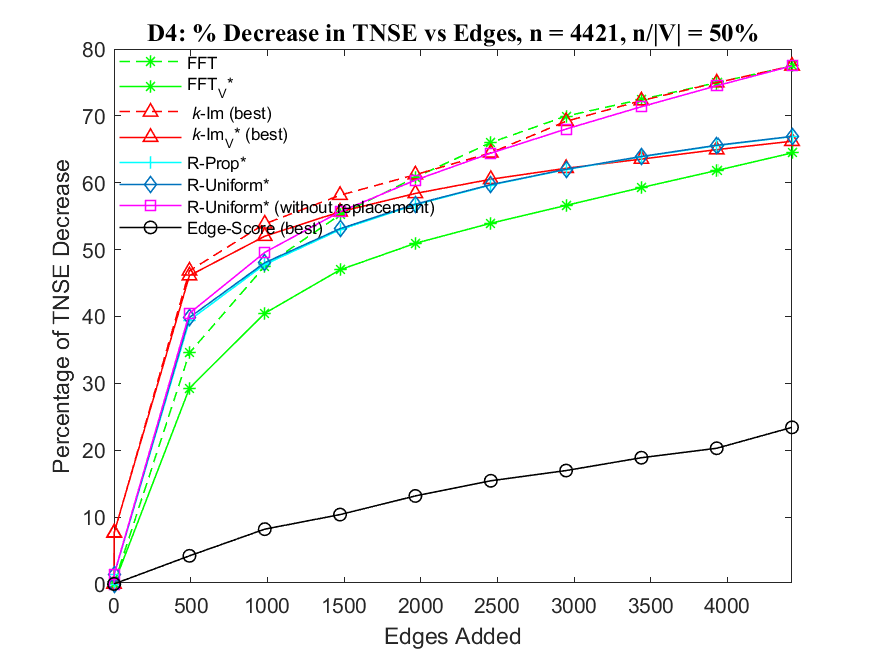 D4: % Decrease in TNSE vs Edges, n = 4421, n/|V| = 50%
80
70
60
50
40
30
20
10
0
Percentage of TNSE Decrease
FFT
FFT_V*
k-Im (best)
k-Im_V* (best)
R-Prop*
R-Uniform*
R-Uniform* (without replacement)
Edge-Score (best)
0 500 1000 1500 2000 2500 3000 3500 4000
Edges Added